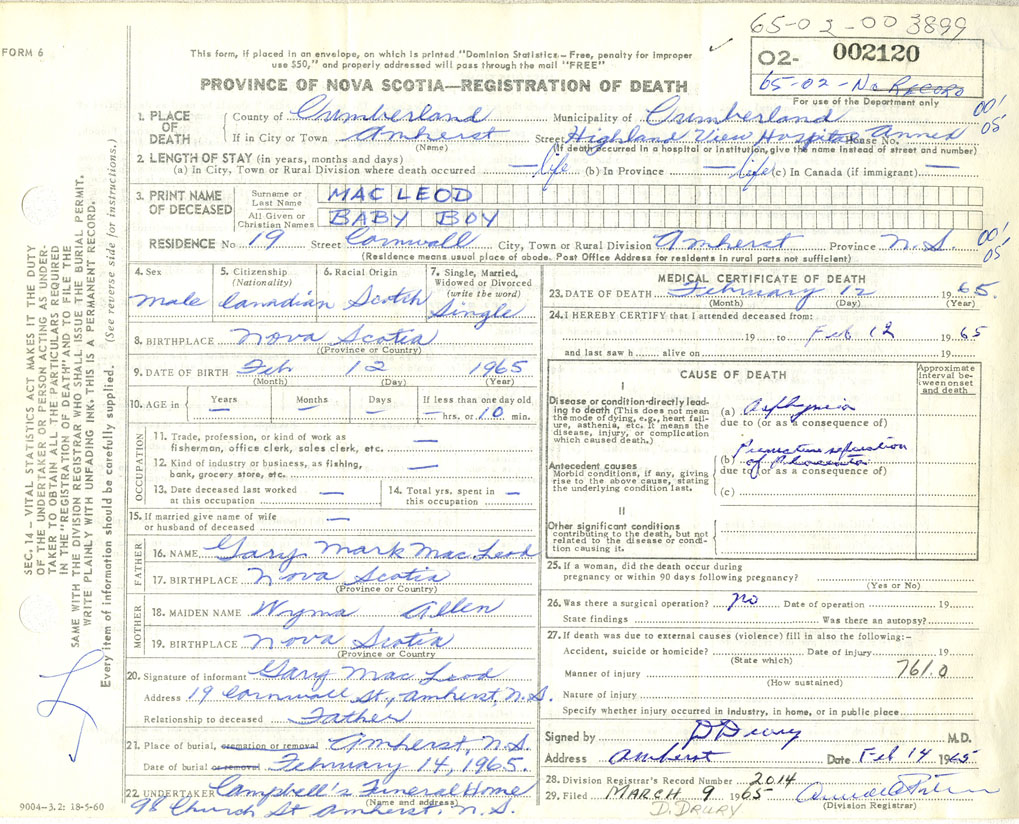 65-02-003899
FORM 6
This form, if placed in an envelope, on which is printed "Dominion Statistics - Free, penalty for improper
use $50," and properly addressed will pass through the mail "FREE"
O2- 002120
65-02-No RECORD
For use of the Department only
PROVINCE OF NOVA SCOTIA—REGISTRATION OF DEATH
1. PLACE OF DEATH
County of Cumberland Municipality of Cumberland 00'
If in City or Town Amherst Street Highland View Hospital Annex House No. 05
(Name) (If death occurred in a hospital or institution, give the name instead of street and number)
2. LENGTH OF STAY (in years, months and days)
(a) In City, Town or Rural Division where death occurred — life (b) In Province — life (c) In Canada (if immigrant) —
3. PRINT NAME OF DECEASED
Surname or Last Name MAC LEOD
All Given or Christian Names BABY BOY
RESIDENCE No. 19 Street Cornwall City, Town or Rural Division Amherst Province N.S. 00' 05
(Residence means usual place of abode. Post Office Address for residents in rural parts not sufficient)
4. Sex
male
5. Citizenship (Nationality)
Canadian
6. Racial Origin
Scotch
7. Single, Married, Widowed or Divorced (write the word)
Single
8. BIRTHPLACE Nova Scotia
(Province or Country)
9. DATE OF BIRTH Feb 12 1965
(Month) (Day) (Year)
10. AGE in Years — Months — Days — If less than one day old — hrs. or 10 min.
OCCUPATION
11. Trade, profession, or kind of work as
fisherman, office clerk, sales clerk, etc. —
12. Kind of industry or business, as fishing,
bank, grocery store, etc. —
13. Date deceased last worked
at this occupation —
14. Total yrs. spent in
this occupation —
15. If married give name of wife
or husband of deceased —
FATHER
16. NAME Gary Mark Mac Leod
17. BIRTHPLACE Nova Scotia
(Province or Country)
MOTHER
18. MAIDEN NAME Wyma Allen
19. BIRTHPLACE Nova Scotia
(Province or Country)
20. Signature of informant Gary Mac Leod
Address 19 Cornwall St., Amherst, N.S.
Relationship to deceased Father
21. Place of burial, cremation or removal Amherst, N.S.
Date of burial or removal February 14, 1965.
22. UNDERTAKER Campbell's Funeral Home
(Name and address)
98 Church St Amherst, N.S.
9004-3.2: 18-5-60
MEDICAL CERTIFICATE OF DEATH
23. DATE OF DEATH February 12 1965.
(Month) (Day) (Year)
24. I HEREBY CERTIFY that I attended deceased from:
19 to Feb 12 1965
and last saw h alive on 19
CAUSE OF DEATH
Approximate interval between onset and death
I
Disease or condition directly leading to death (This does not mean the mode of dying, e.g., heart failure, asthenia, etc. It means the disease, injury, or complication which caused death.)
(a) Asphyxia
due to (or as a consequence of)
Antecedent causes
Morbid conditions, if any, giving rise to the above cause, stating the underlying condition last.
Premature separation
(b) of Placenta
due to (or as a consequence of)
(c)
II
Other significant conditions
contributing to the death, but not related to the disease or condition causing it.
25. If a woman, did the death occur during
pregnancy or within 90 days following pregnancy?
(Yes or No)
26. Was there a surgical operation? no Date of operation 19
State findings Was there an autopsy?
27. If death was due to external causes (violence) fill in also the following:-
Accident, suicide or homicide? Date of injury 19
(State which)
Manner of injury 761.0
(How sustained)
Nature of injury
Specify whether injury occurred in industry, in home, or in public place
Signed by D Drury M.D.
Address Amherst Date Feb 14 1965
28. Division Registrar's Record Number 2014
29. Filed MARCH 9 1965
(Division Registrar)
D. DRURY
SEC. 14 - VITAL STATISTICS ACT MAKES IT THE DUTY
OF THE UNDERTAKER OR PERSON ACTING AS UNDER-
TAKER TO OBTAIN ALL THE PARTICULARS REQUIRED
IN THE "REGISTRATION OF DEATH" AND TO FILE THE
SAME WITH THE DIVISION REGISTRAR WHO SHALL ISSUE THE BURIAL PERMIT.
WRITE PLAINLY WITH UNFADING INK. THIS IS A PERMANENT RECORD.
Every item of information should be carefully supplied. (See reverse side for instructions.)